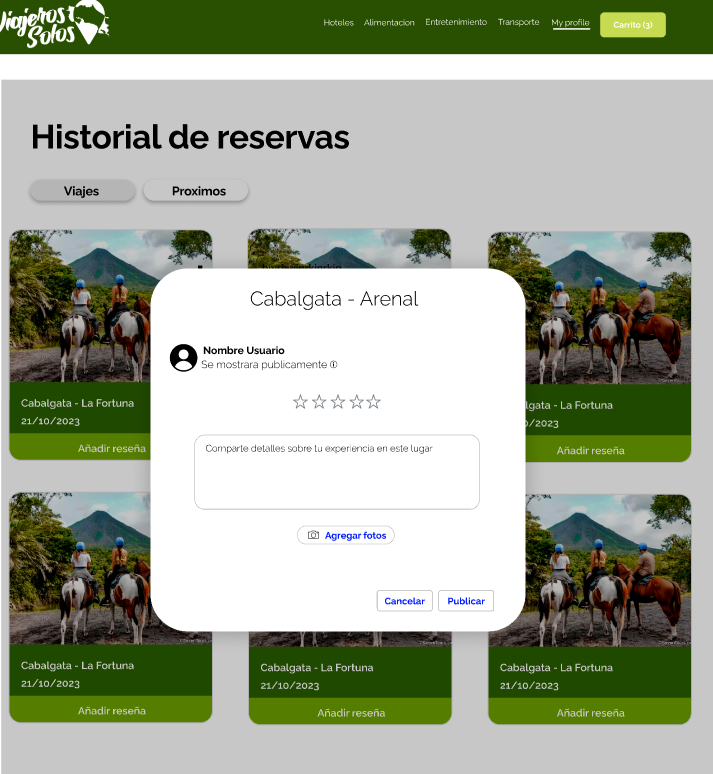 Viajeros
Solos
Hoteles Alimentacion Entretenimiento Transporte My profile Carrito (3)
Historial de reservas
Viajes Proximos
Cabalgata - Arenal
Nombre Usuario
Se mostrara publicamente
Comparte detalles sobre tu experiencia en este lugar
Agregar fotos
Cancelar Publicar
Cabalgata - La Fortuna
21/10/2023
Añadir reseña
lgata - La Fortuna
0/2023
Añadir reseña
Cabalgata - La Fortuna
21/10/2023
Añadir reseña
Cabalgata - La Fortuna
21/10/2023
Añadir reseña
Cabalgata - La Fortuna
21/10/2023
Añadir reseña